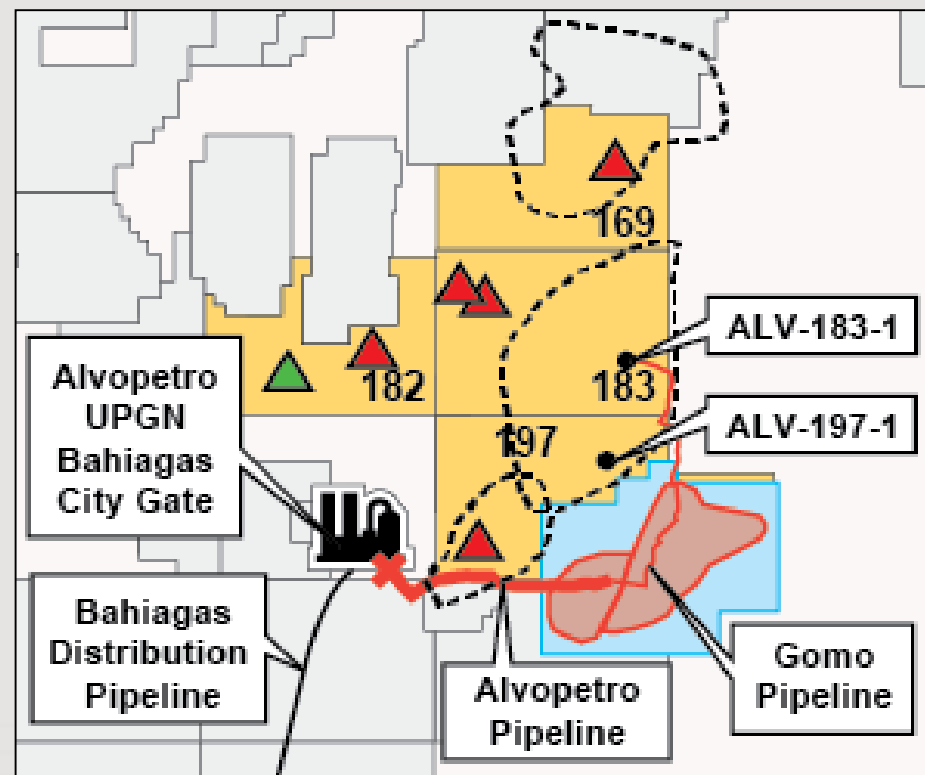 169
ALV-183-1
182
183
Alvopetro
UPGN
Bahiagas
City Gate
197
ALV-197-1
Bahiagas
Distribution
Pipeline
Alvopetro
Pipeline
Gomo
Pipeline